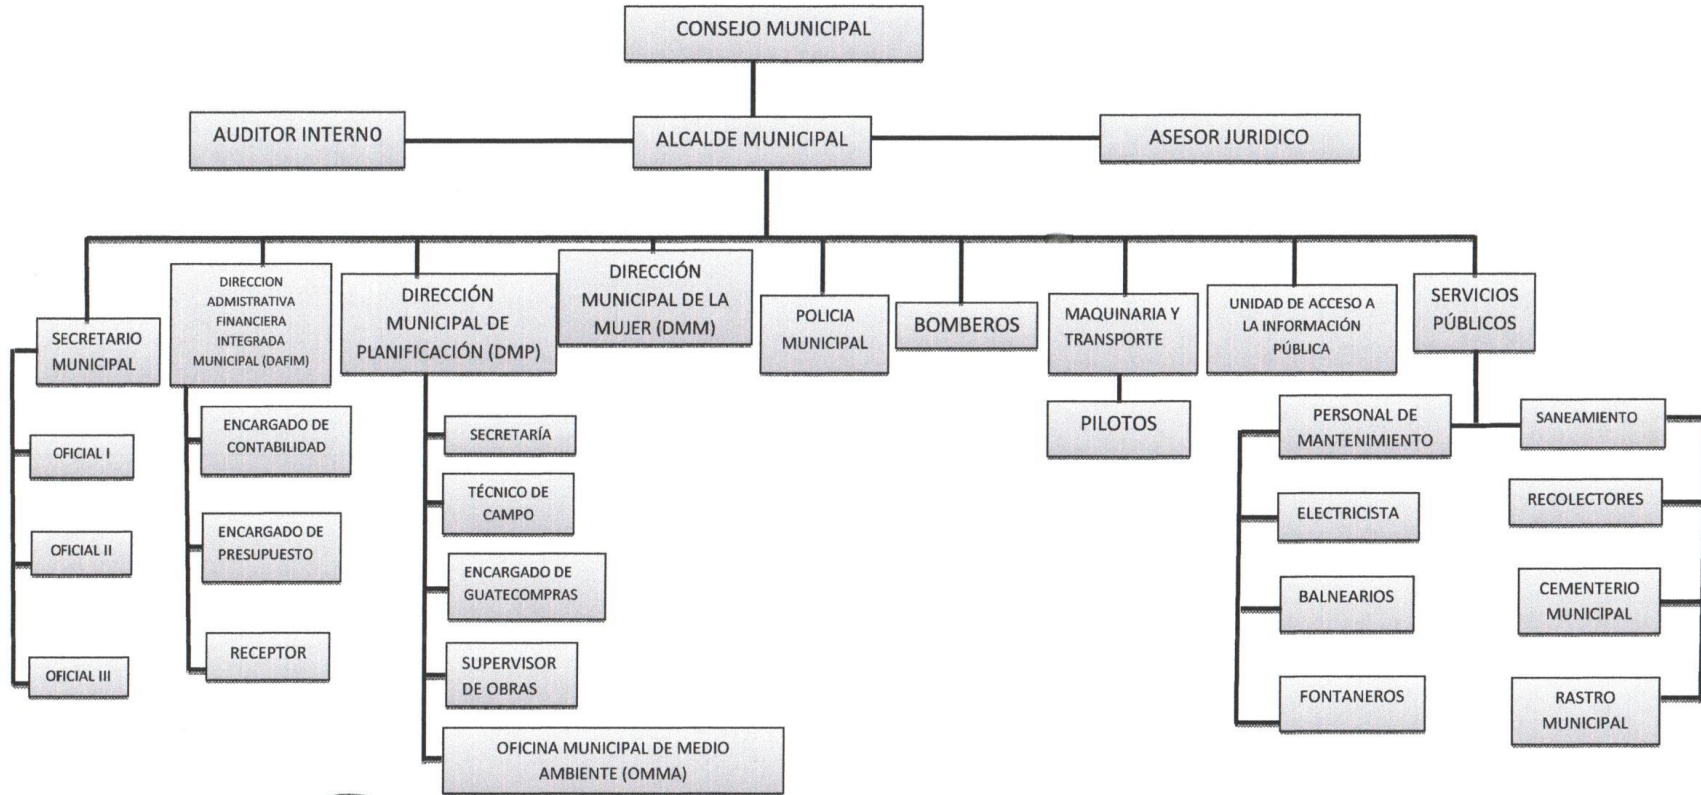 CONSEJO MUNICIPAL
AUDITOR INTERNO
ALCALDE MUNICIPAL
ASESOR JURIDICO
SECRETARIO
MUNICIPAL
OFICIAL I
OFICIAL II
OFICIAL III
DIRECCION
ADMISTRATIVA
FINANCIERA
INTEGRADA
MUNICIPAL (DAFIM)
ENCARGADO DE
CONTABILIDAD
ENCARGADO DE
PRESUPUESTO
RECEPTOR
DIRECCIÓN
MUNICIPAL DE
PLANIFICACIÓN (DMP)
SECRETARÍA
TÉCNICO DE
CAMPO
ENCARGADO DE
GUATECOMPRAS
SUPERVISOR
DE OBRAS
OFICINA MUNICIPAL DE MEDIO
AMBIENTE (OMMA)
DIRECCIÓN
MUNICIPAL DE LA
MUJER (DMM)
POLICIA
MUNICIPAL
BOMBEROS
MAQUINARIA Y
TRANSPORTE
PILOTOS
UNIDAD DE ACCESO A
LA INFORMACIÓN
PÚBLICA
SERVICIOS
PÚBLICOS
PERSONAL DE
MANTENIMIENTO
ELECTRICISTA
BALNEARIOS
FONTANEROS
SANEAMIENTO
RECOLECTORES
CEMENTERIO
MUNICIPAL
RASTRO
MUNICIPAL